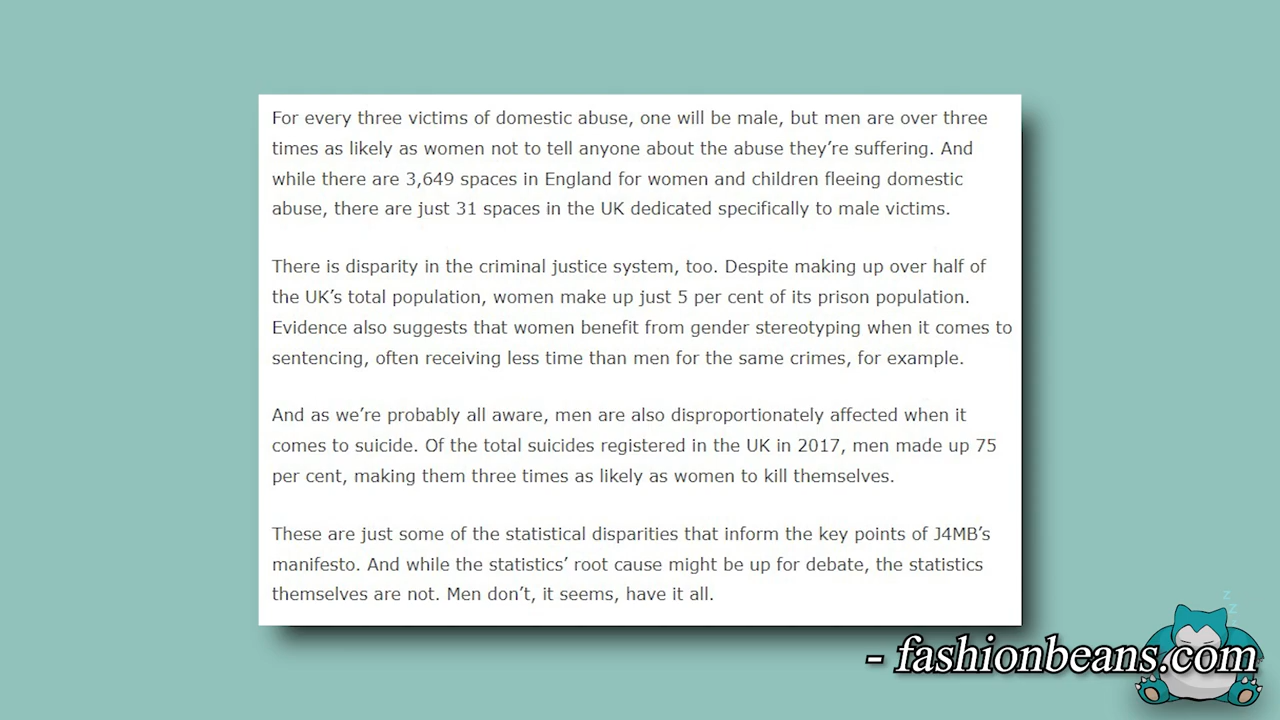 For every three victims of domestic abuse, one will be male, but men are over three
times as likely as women not to tell anyone about the abuse they’re suffering. And
while there are 3,649 spaces in England for women and children fleeing domestic
abuse, there are just 31 spaces in the UK dedicated specifically to male victims.
There is disparity in the criminal justice system, too. Despite making up over half of
the UK’s total population, women make up just 5 per cent of its prison population.
Evidence also suggests that women benefit from gender stereotyping when it comes to
sentencing, often receiving less time than men for the same crimes, for example.
And as we’re probably all aware, men are also disproportionately affected when it
comes to suicide. Of the total suicides registered in the UK in 2017, men made up 75
per cent, making them three times as likely as women to kill themselves.
These are just some of the statistical disparities that inform the key points of J4MB’s
manifesto. And while the statistics’ root cause might be up for debate, the statistics
themselves are not. Men don’t, it seems, have it all.
z
z
- fashionbeans.com